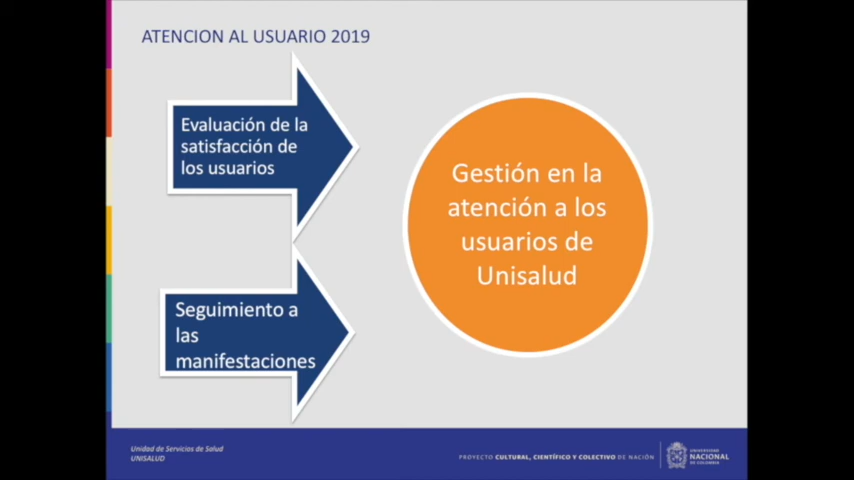 ATENCION AL USUARIO 2019
Evaluación de la
satisfacción de
los usuarios
Gestión en la
atención a los
usuarios de
Unisalud
Seguimiento a
las
manifestaciones
Unidad de Servicios de Salud
UNISALUD
PROYECTO CULTURAL, CIENTÍFICO Y COLECTIVO DE NACIÓN
UNIVERSIDAD
NACIONAL
DE COLOMBIA